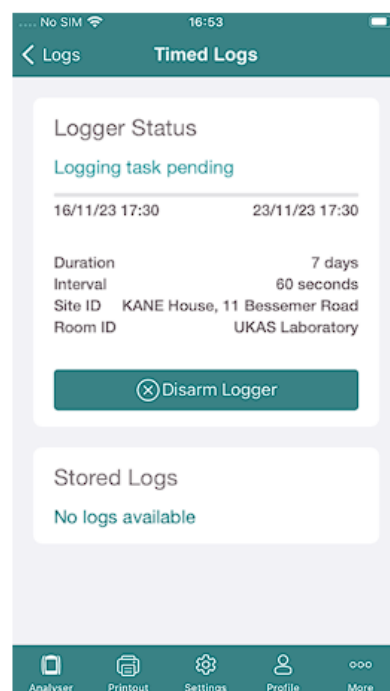 .... No SIM 16:53
Logs Timed Logs
Logger Status
Logging task pending
16/11/23 17:30 23/11/23 17:30
Duration 7 days
Interval 60 seconds
Site ID KANE House, 11 Bessemer Road
Room ID UKAS Laboratory
Disarm Logger
Stored Logs
No logs available
Analyser Printout Settings Profile More